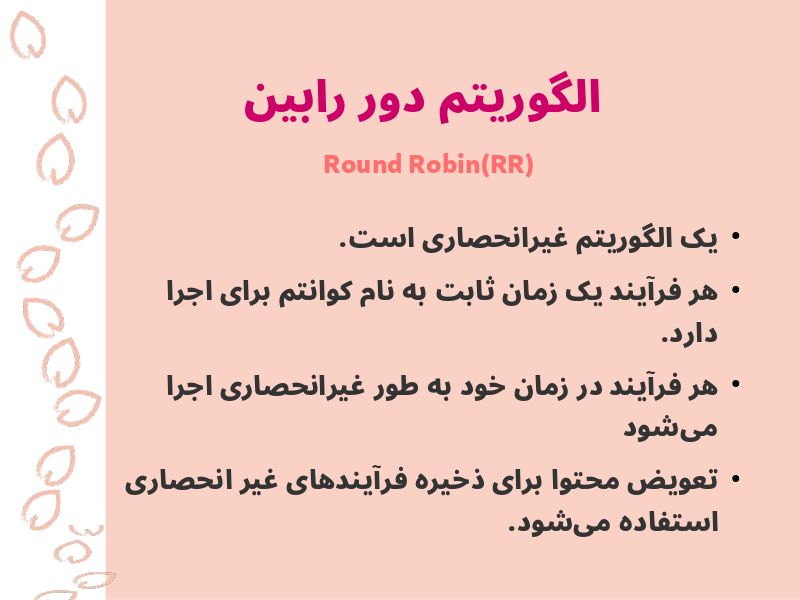 الگوریتم دور رابین
Round Robin(RR)
• یک الگوریتم غیرانحصاری است.
• هر فرآیند یک زمان ثابت به نام کوانتم برای اجرا
دارد.
• هر فرآیند در زمان خود به طور غیرانحصاری اجرا
می‌شود
• تعویض محتوا برای ذخیره فرآیندهای غیر انحصاری
استفاده می‌شود.